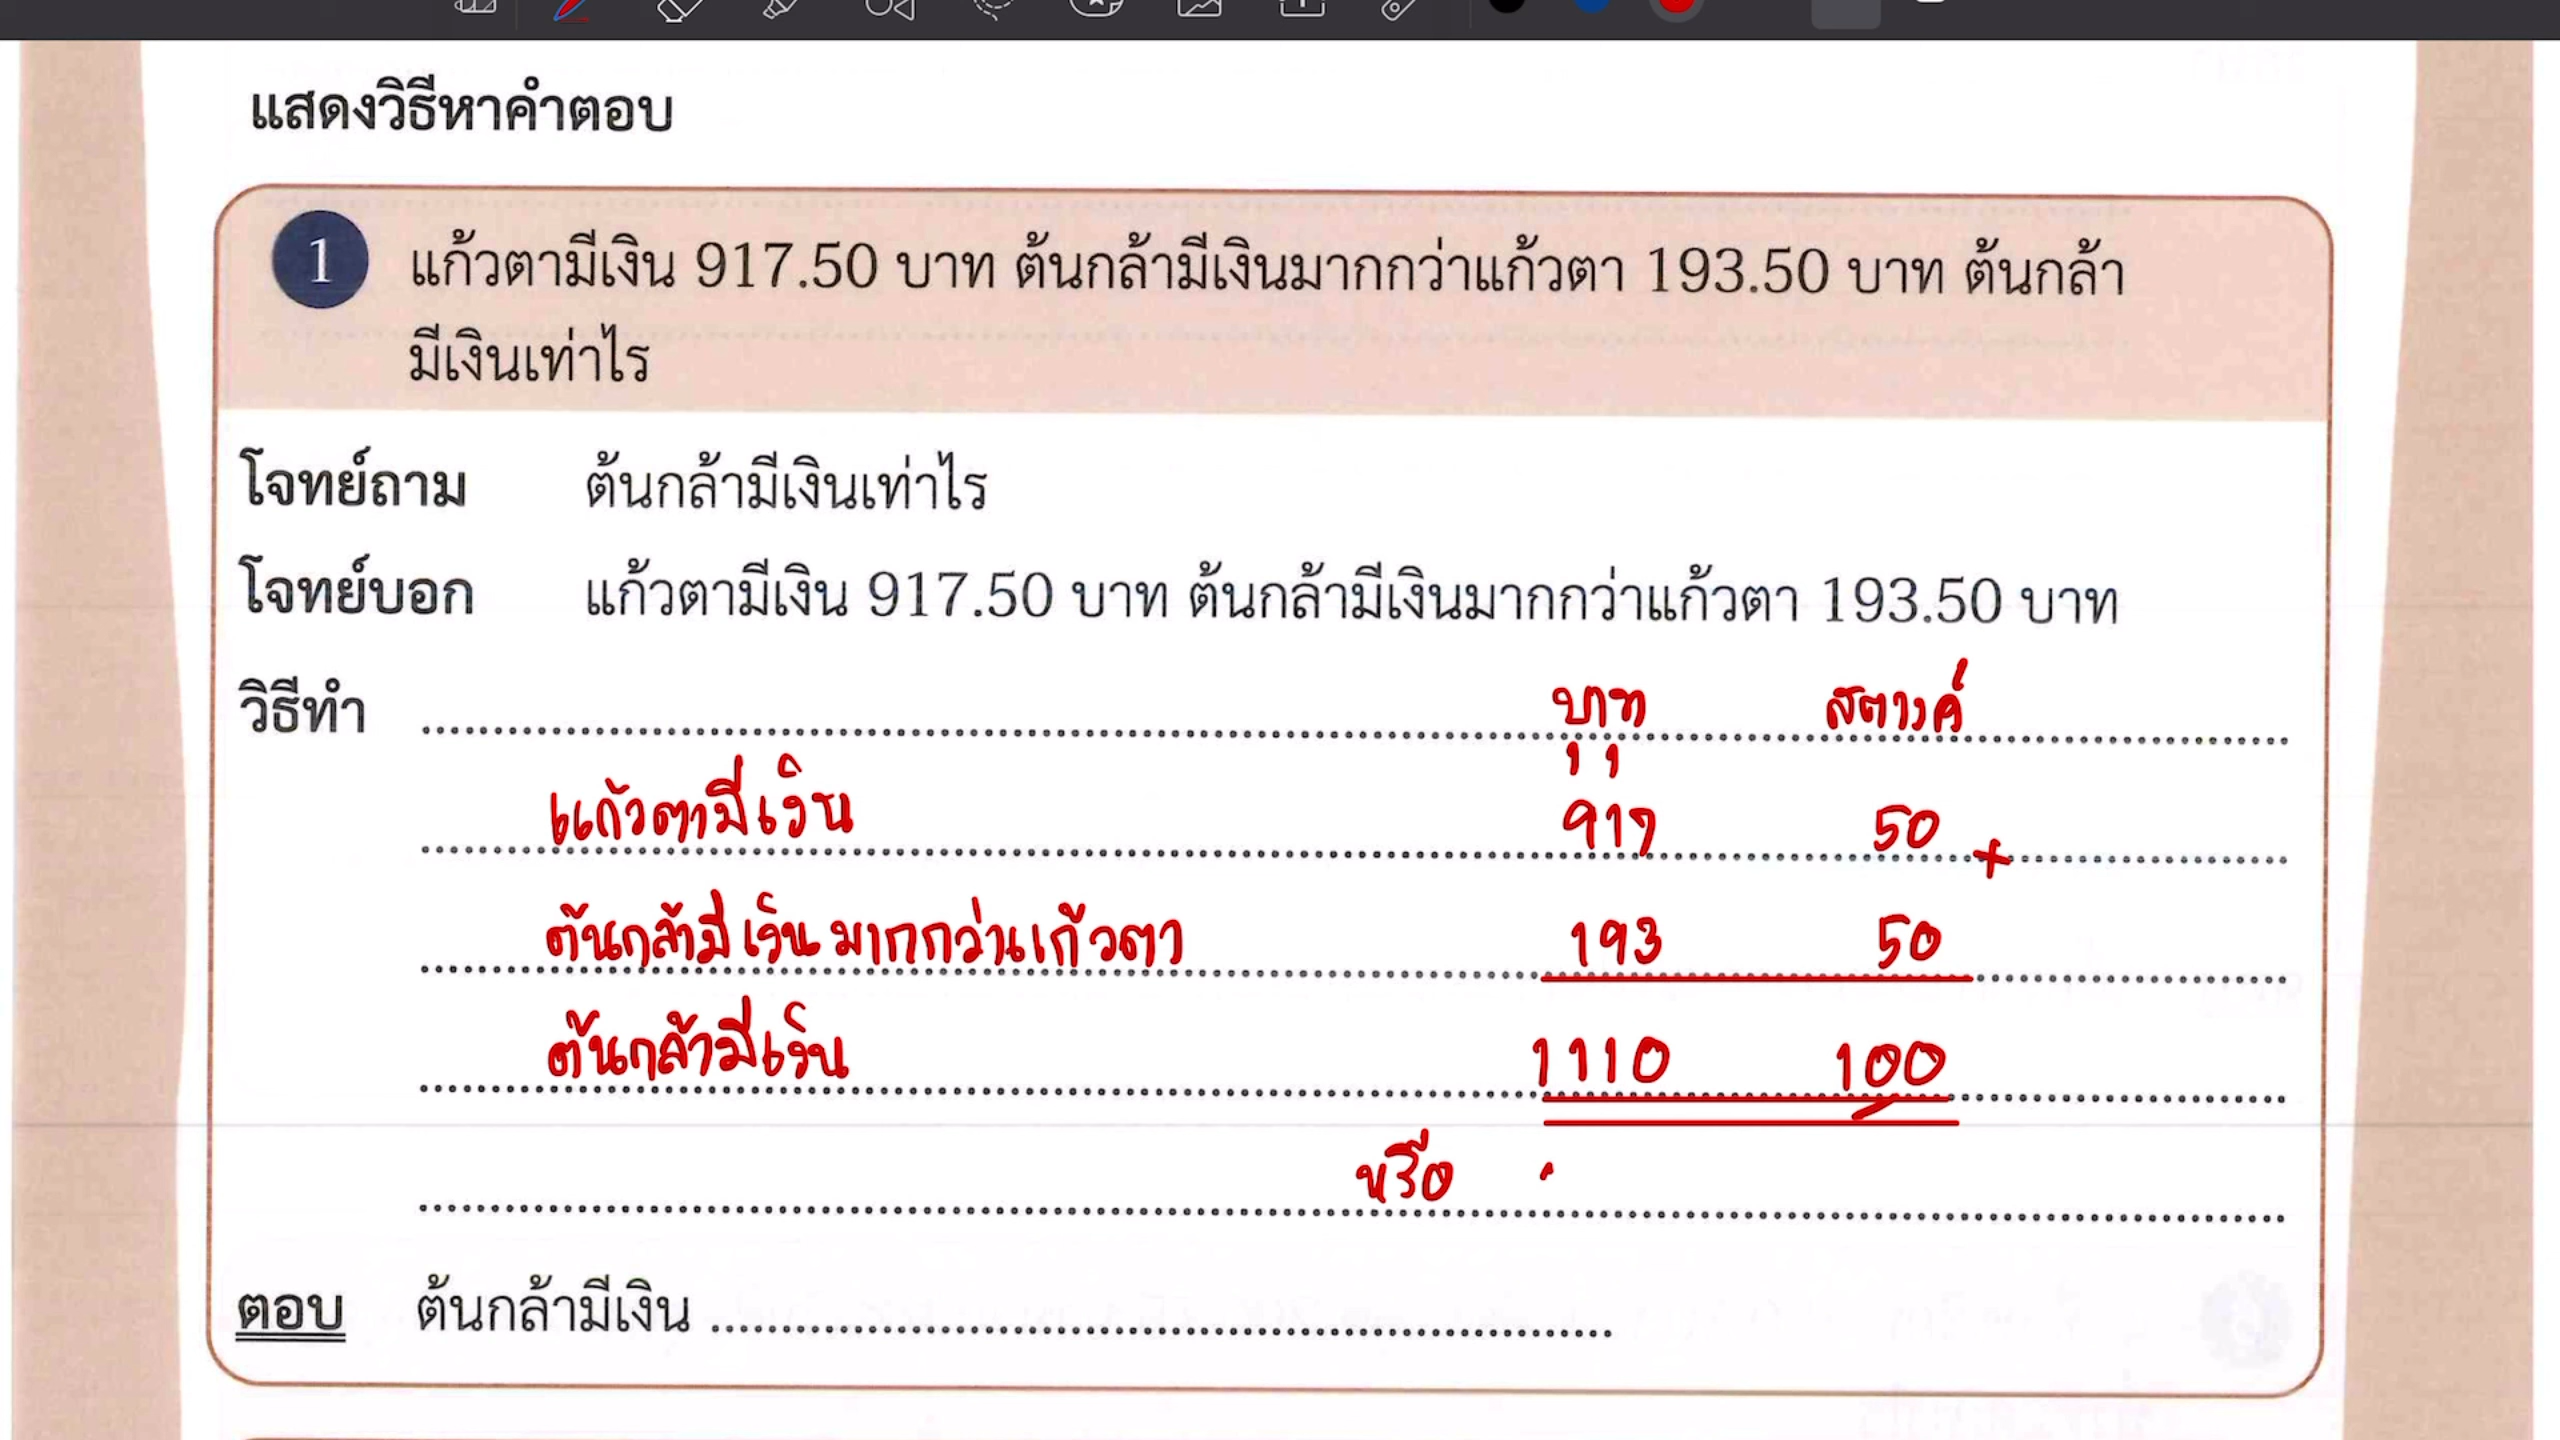 แสดงวิธีหาคำตอบ
1 แก้วตามีเงิน 917.50 บาท ต้นกล้ามีเงินมากกว่าแก้วตา 193.50 บาท ต้นกล้า
มีเงินเท่าไร
โจทย์ถาม ต้นกล้ามีเงินเท่าไร
โจทย์บอก แก้วตามีเงิน 917.50 บาท ต้นกล้ามีเงินมากกว่าแก้วตา 193.50 บาท
วิธีทำ บาท สตางค์
1 1
แก้วตามีเงิน 917 50 +
ต้นกล้ามีเงินมากกว่าแก้วตา 193 50
ต้นกล้ามีเงิน 1110 100
หรือ
ตอบ ต้นกล้ามีเงิน